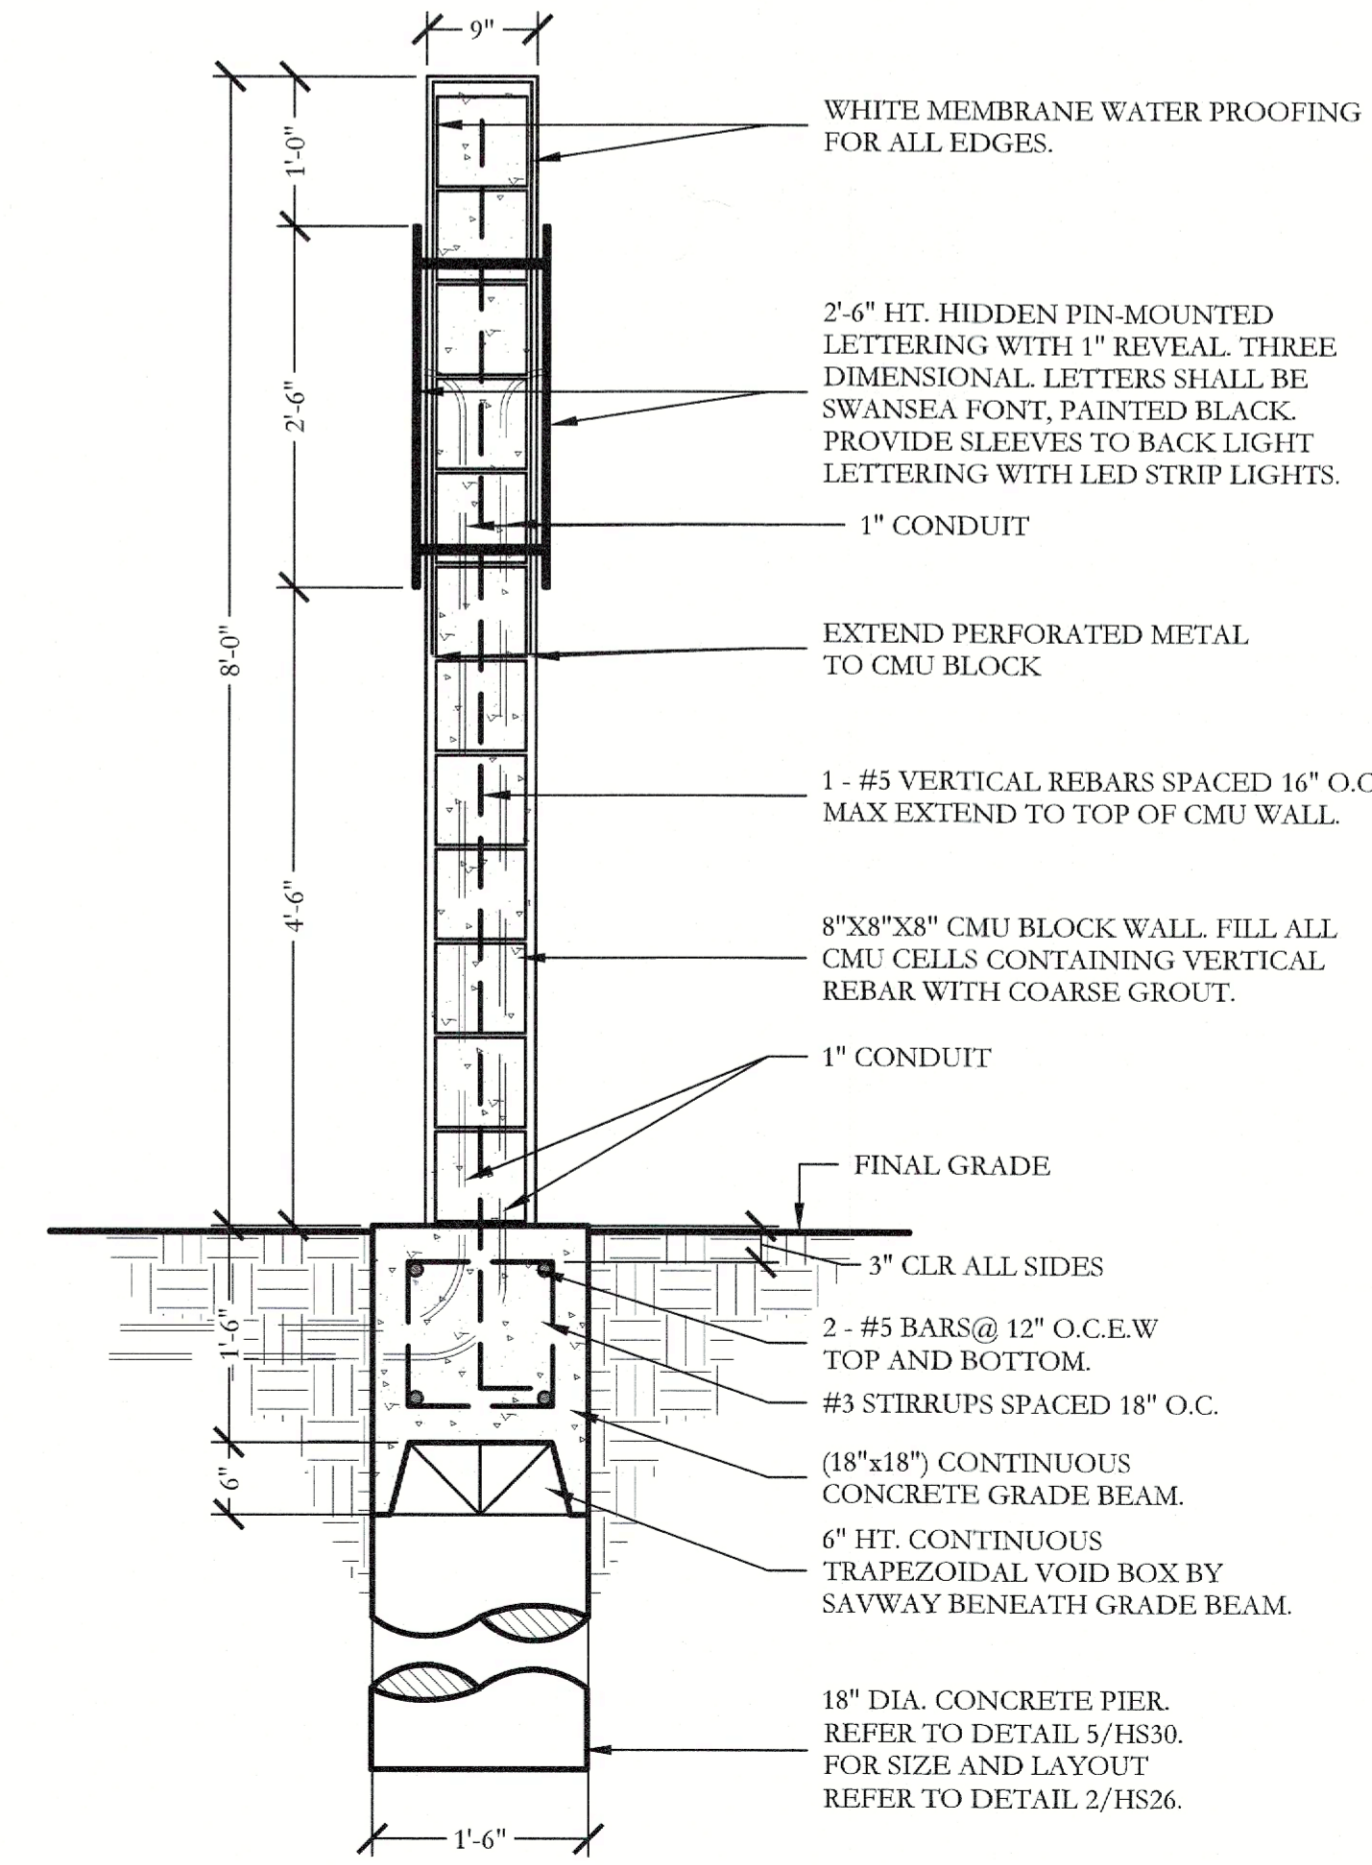 9"
1'-0"
WHITE MEMBRANE WATER PROOFING
FOR ALL EDGES.
2'-6"
2'-6" HT. HIDDEN PIN-MOUNTED
LETTERING WITH 1" REVEAL. THREE
DIMENSIONAL. LETTERS SHALL BE
SWANSEA FONT, PAINTED BLACK.
PROVIDE SLEEVES TO BACK LIGHT
LETTERING WITH LED STRIP LIGHTS.
1" CONDUIT
8'-0"
EXTEND PERFORATED METAL
TO CMU BLOCK
1 - #5 VERTICAL REBARS SPACED 16" O.C
MAX EXTEND TO TOP OF CMU WALL.
4'-6"
8"X8"X8" CMU BLOCK WALL. FILL ALL
CMU CELLS CONTAINING VERTICAL
REBAR WITH COARSE GROUT.
1" CONDUIT
FINAL GRADE
3" CLR ALL SIDES
1'-6"
2 - #5 BARS@ 12" O.C.E.W
TOP AND BOTTOM.
#3 STIRRUPS SPACED 18" O.C.
6"
(18"x18") CONTINUOUS
CONCRETE GRADE BEAM.
6" HT. CONTINUOUS
TRAPEZOIDAL VOID BOX BY
SAVWAY BENEATH GRADE BEAM.
18" DIA. CONCRETE PIER.
REFER TO DETAIL 5/HS30.
FOR SIZE AND LAYOUT
REFER TO DETAIL 2/HS26.
1'-6"